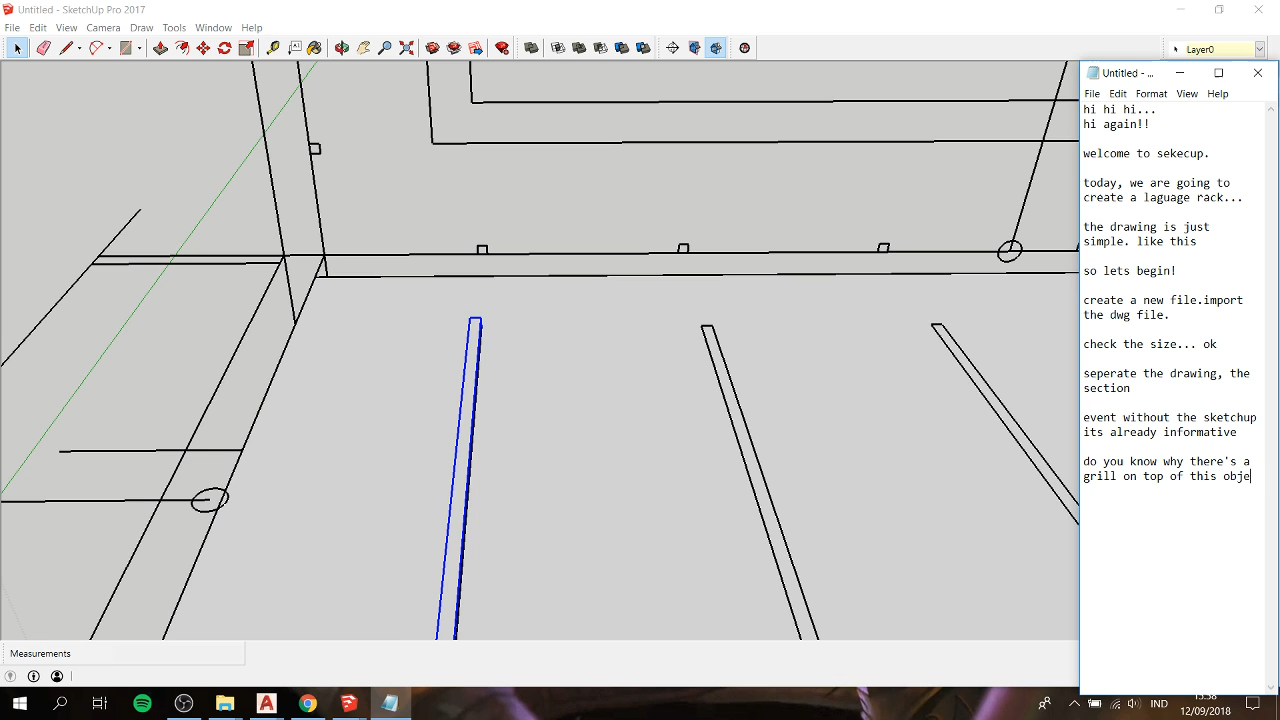 Untitled - SketchUp Pro 2017
File Edit View Camera Draw Tools Window Help
Layer0
Untitled - ...
File Edit Format View Help
hi hi hi...
hi again!!
welcome to sekecup.
today, we are going to
create a laguage rack...
the drawing is just
simple. like this
so lets begin!
create a new file.import
the dwg file.
check the size... ok
seperate the drawing, the
section
event without the sketchup
its already informative
do you know why there's a
grill on top of this obje
Measurements
IND
15:58
12/09/2018